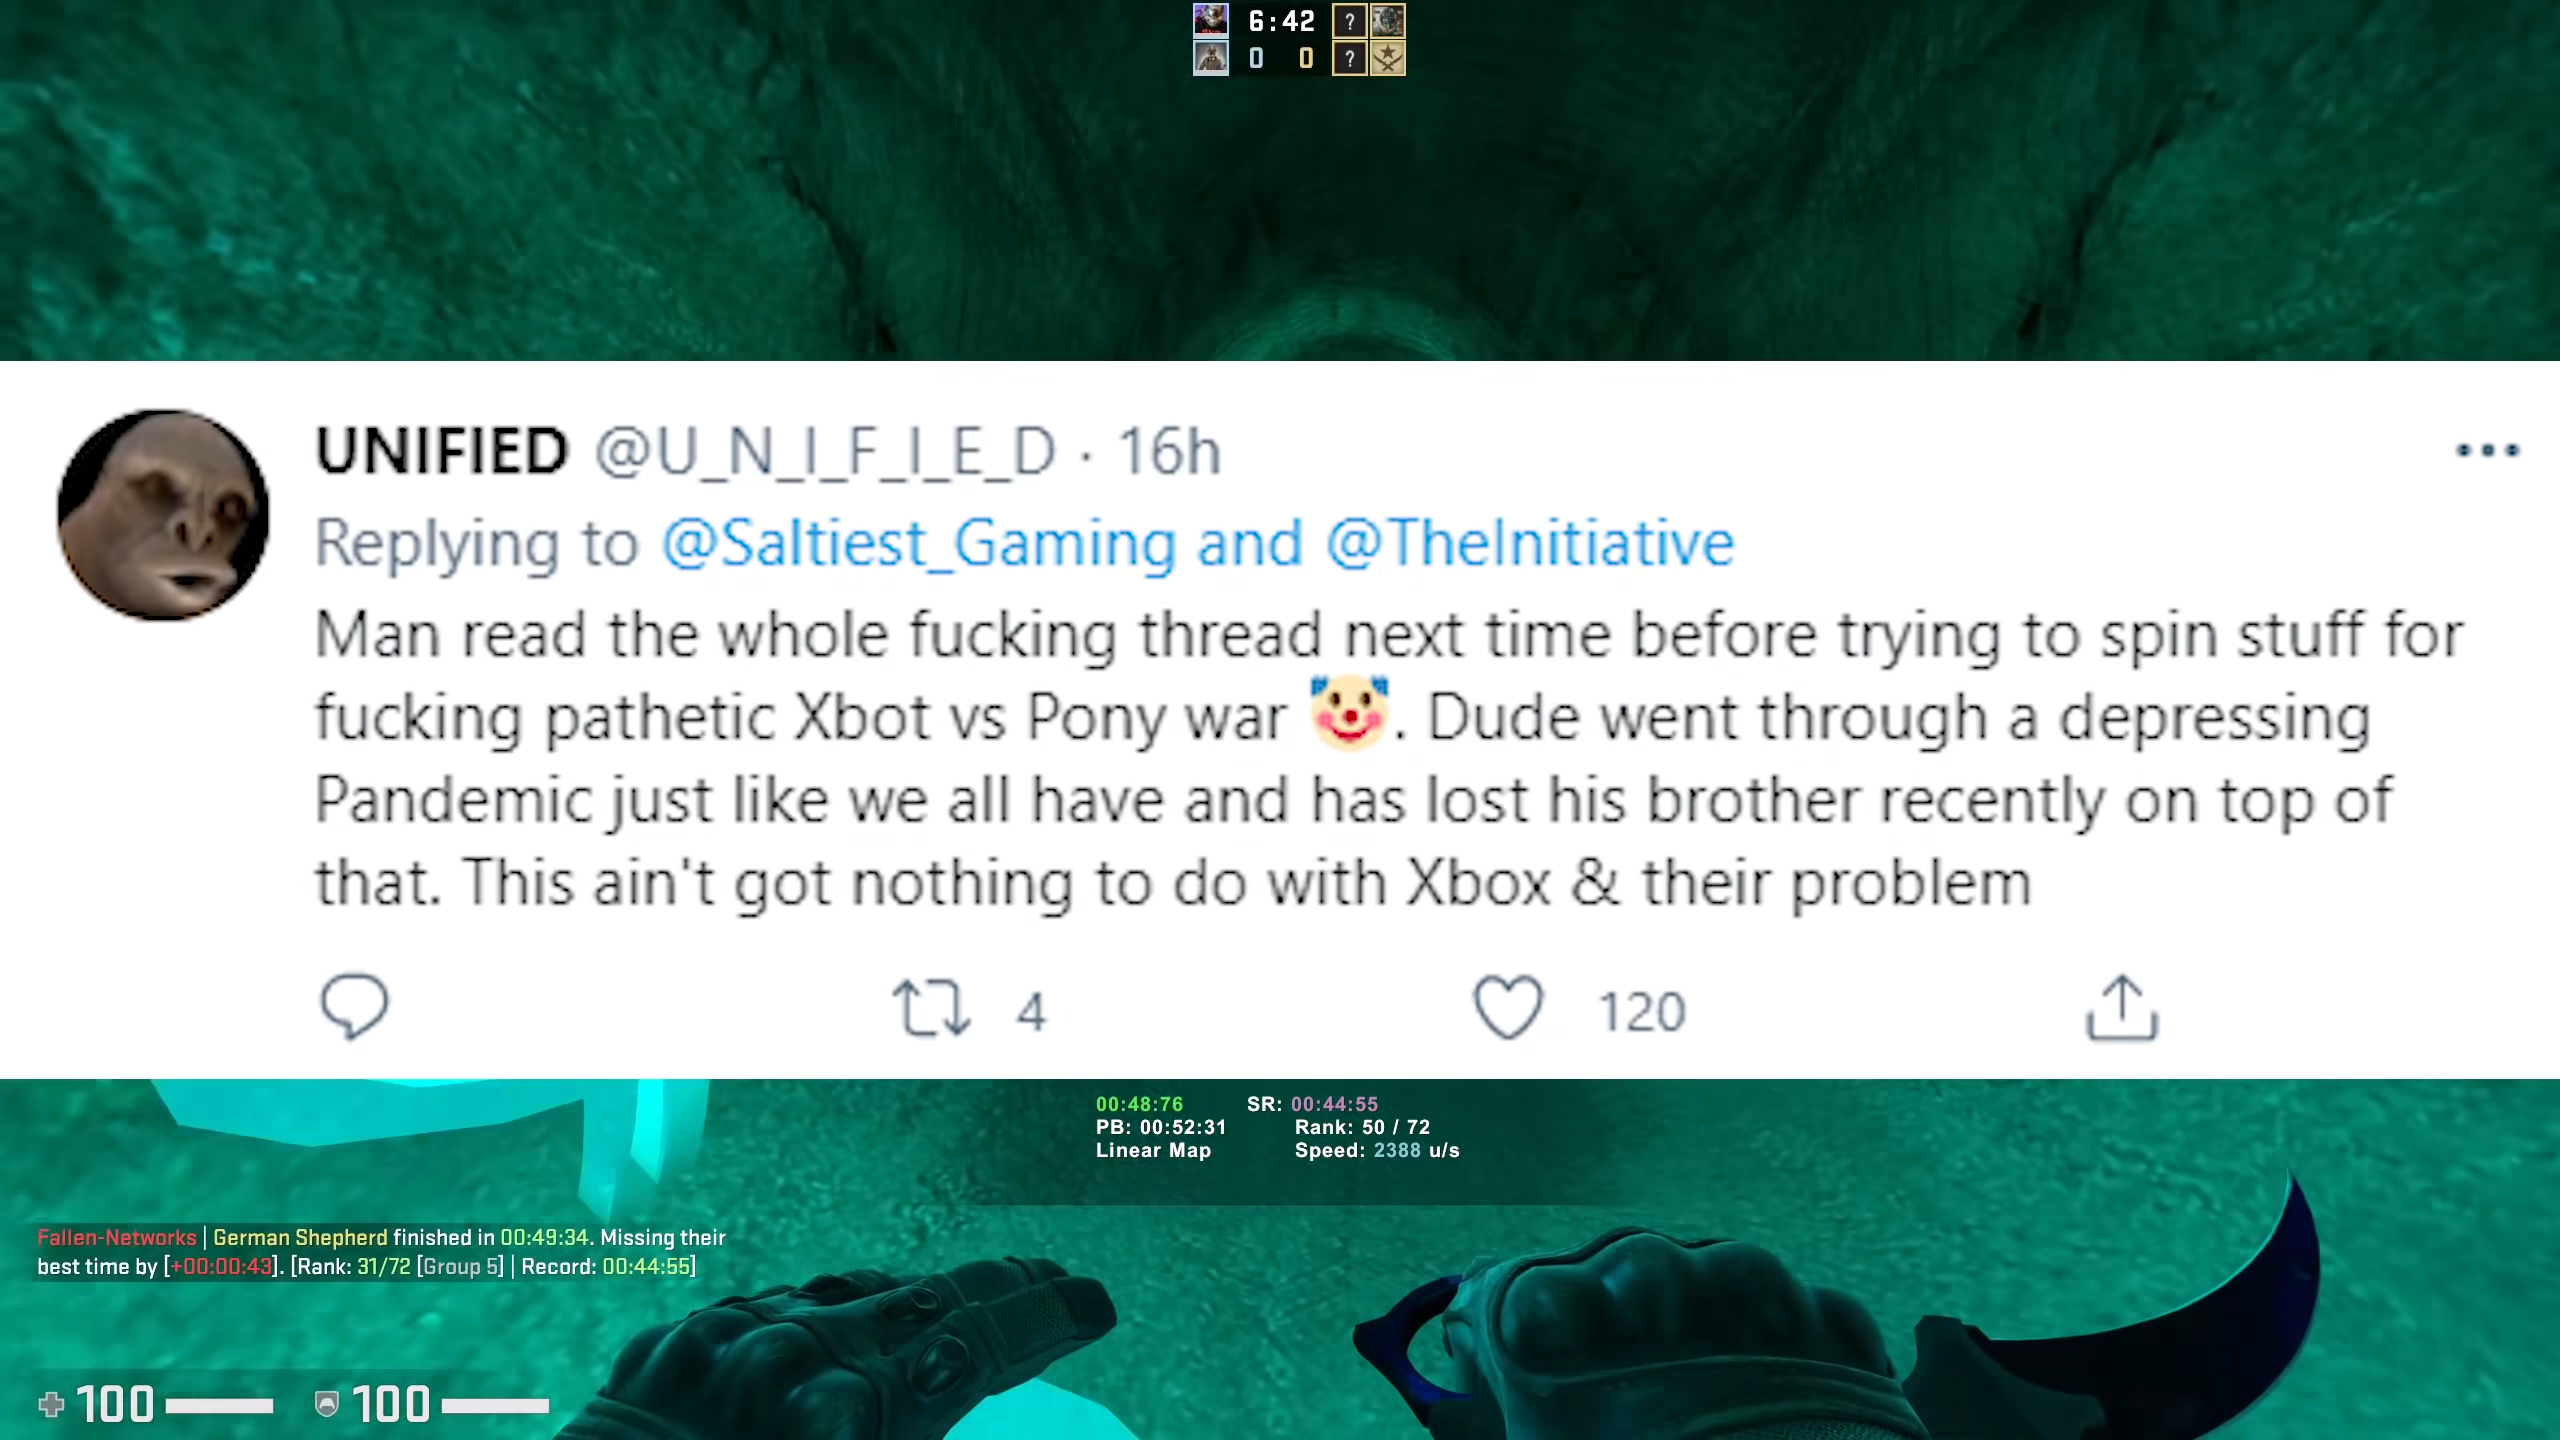 6:42 ? 
0 0 ?
UNIFIED @U_N_I_F_I_E_D · 16h
Replying to @Saltiest_Gaming and @TheInitiative
Man read the whole fucking thread next time before trying to spin stuff for
fucking pathetic Xbot vs Pony war 🤡. Dude went through a depressing
Pandemic just like we all have and has lost his brother recently on top of
that. This ain't got nothing to do with Xbox & their problem
4 120
00:48:76 SR: 00:44:55
PB: 00:52:31 Rank: 50 / 72
Linear Map Speed: 2388 u/s
Fallen-Networks | German Shepherd finished in 00:49:34. Missing their
best time by [+00:00:43]. [Rank: 31/72 [Group 5] | Record: 00:44:55]
100 100